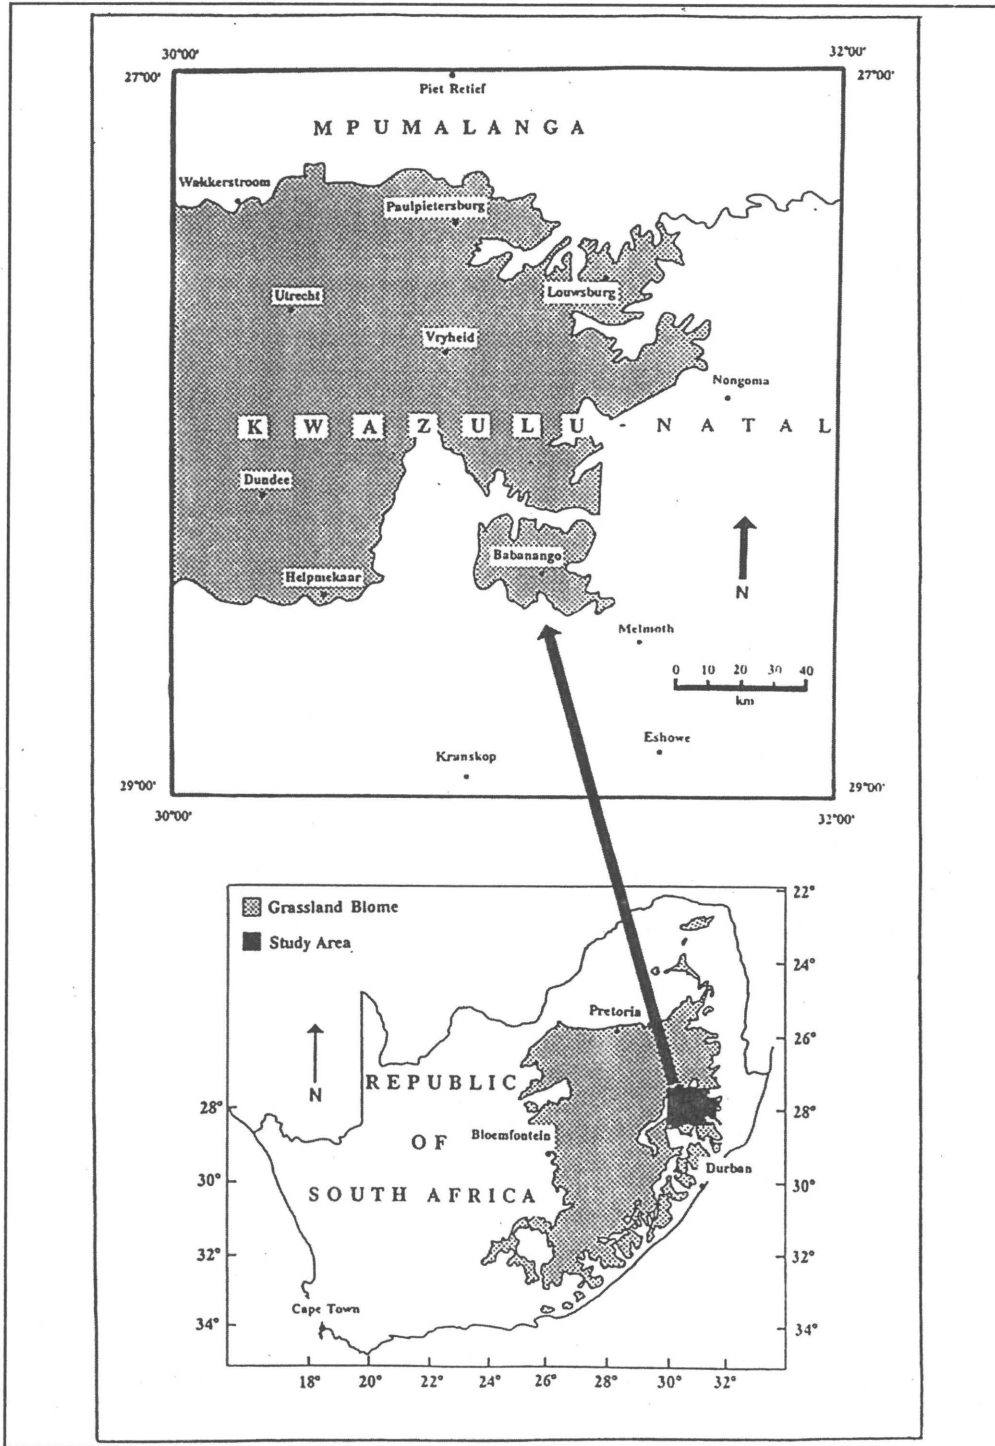 30°00'
32°00'
27°00'
27°00'
Piet Retief
MPUMALANGA
Wakkerstroom
Paulpietersburg
Utrecht
Louwsburg
Vryheid
Nongoma
KWAZULU-NATAL
Dundee
Babanango
N
Helpmekaar
Melmoth
0 10 20 30 40
km
Eshowe
Kranskop
29°00'
29°00'
30°00'
32°00'
Grassland Biome
Study Area
22°
24°
Pretoria
26°
REPUBLIC
N
28°
28°
OF
Bloemfontein
Durban
30°
30°
SOUTH AFRICA
32°
32°
Cape Town
34°
34°
18° 20° 22° 24° 26° 28° 30° 32°